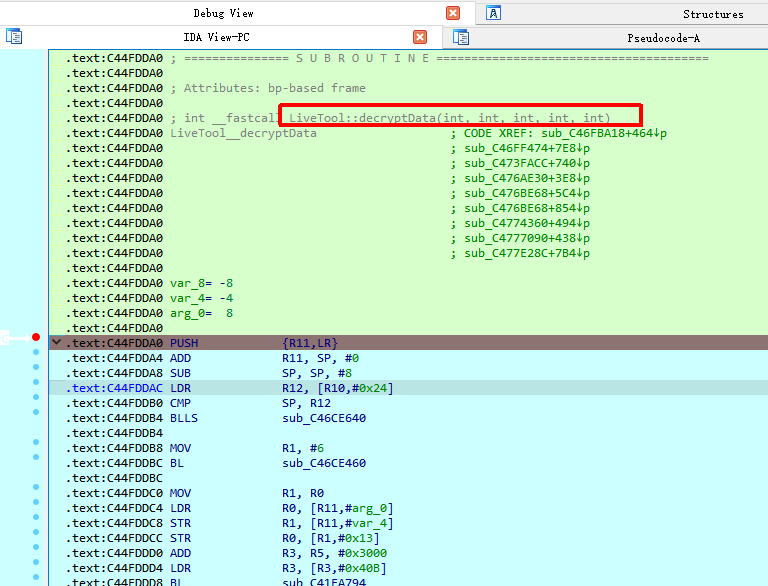 Debug View
Structures
IDA View-PC
Pseudocode-A
.text:C44FDDA0 ; =============== S U B R O U T I N E =======================================
.text:C44FDDA0
.text:C44FDDA0 ; Attributes: bp-based frame
.text:C44FDDA0
.text:C44FDDA0 ; int __fastcall LiveTool::decryptData(int, int, int, int, int)
.text:C44FDDA0 LiveTool__decryptData ; CODE XREF: sub_C46FBA18+464↓p
.text:C44FDDA0 ; sub_C46FF474+7E8↓p
.text:C44FDDA0 ; sub_C473FACC+740↓p
.text:C44FDDA0 ; sub_C476AE30+3E8↓p
.text:C44FDDA0 ; sub_C476BE68+5C4↓p
.text:C44FDDA0 ; sub_C476BE68+854↓p
.text:C44FDDA0 ; sub_C4774360+494↓p
.text:C44FDDA0 ; sub_C4777090+438↓p
.text:C44FDDA0 ; sub_C477E28C+7B4↓p
.text:C44FDDA0
.text:C44FDDA0 var_8= -8
.text:C44FDDA0 var_4= -4
.text:C44FDDA0 arg_0= 8
.text:C44FDDA0
.text:C44FDDA0 PUSH {R11,LR}
.text:C44FDDA4 ADD R11, SP, #0
.text:C44FDDA8 SUB SP, SP, #8
.text:C44FDDAC LDR R12, [R10,#0x24]
.text:C44FDDB0 CMP SP, R12
.text:C44FDDB4 BLLS sub_C46CE640
.text:C44FDDB4
.text:C44FDDB8 MOV R1, #6
.text:C44FDDBC BL sub_C46CE460
.text:C44FDDBC
.text:C44FDDC0 MOV R1, R0
.text:C44FDDC4 LDR R0, [R11,#arg_0]
.text:C44FDDC8 STR R1, [R11,#var_4]
.text:C44FDDCC STR R0, [R1,#0x13]
.text:C44FDDD0 ADD R3, R5, #0x3000
.text:C44FDDD4 LDR R3, [R3,#0x40B]
.text:C44FDDD8 BL sub_C41EA794